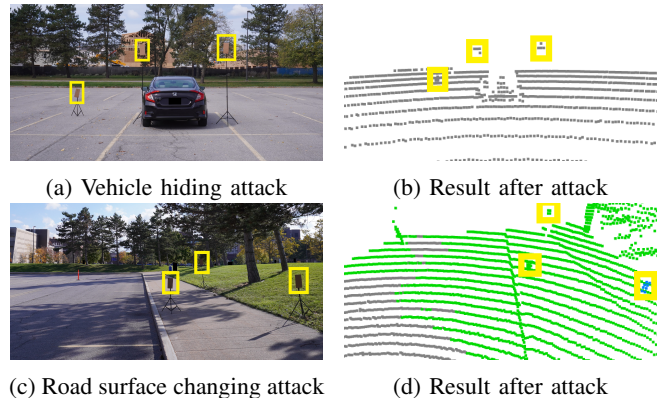 (a) Vehicle hiding attack
(b) Result after attack
(c) Road surface changing attack
(d) Result after attack